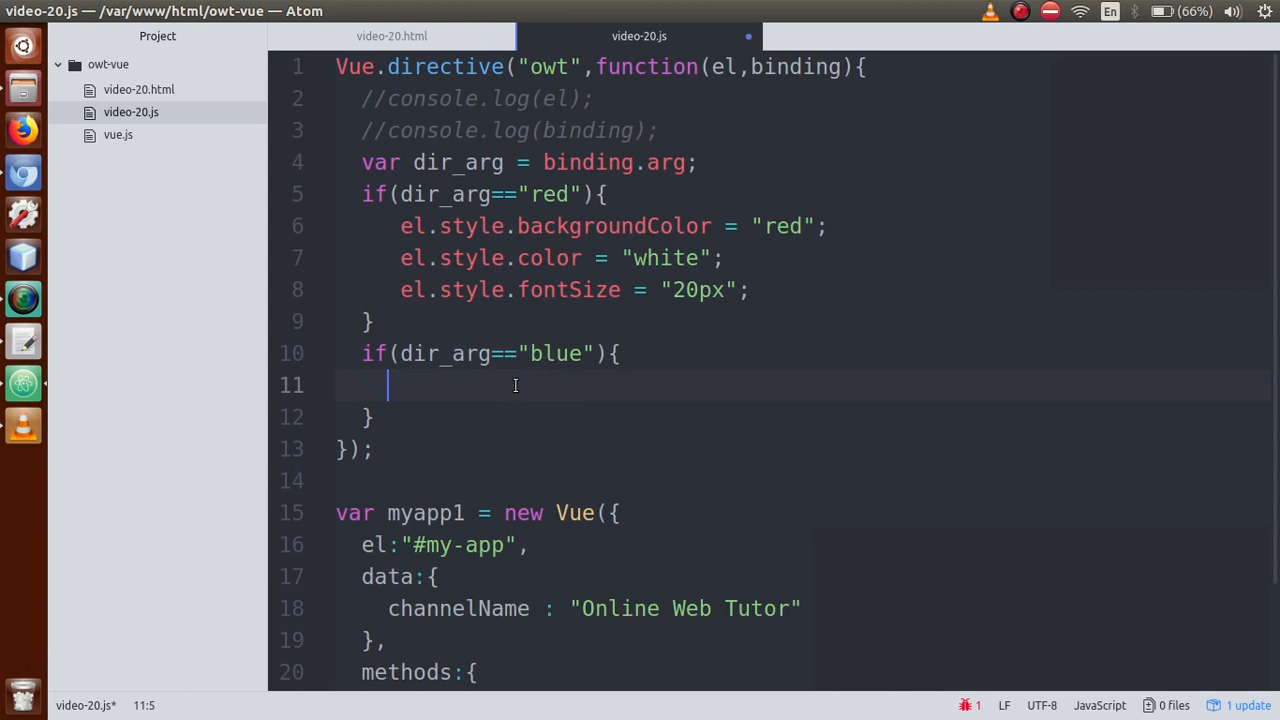 video-20.js — /var/www/html/owt-vue — Atom
En
(66%)
Project
video-20.html
video-20.js
owt-vue
video-20.html
video-20.js
vue.js
1 Vue.directive("owt",function(el,binding){
2 //console.log(el);
3 //console.log(binding);
4 var dir_arg = binding.arg;
5 if(dir_arg=="red"){
6 el.style.backgroundColor = "red";
7 el.style.color = "white";
8 el.style.fontSize = "20px";
9 }
10 if(dir_arg=="blue"){
11
12 }
13 });
14
15 var myapp1 = new Vue({
16 el:"#my-app",
17 data:{
18 channelName : "Online Web Tutor"
19 },
20 methods:{
video-20.js* 11:5
1 LF UTF-8 JavaScript 0 files 1 update